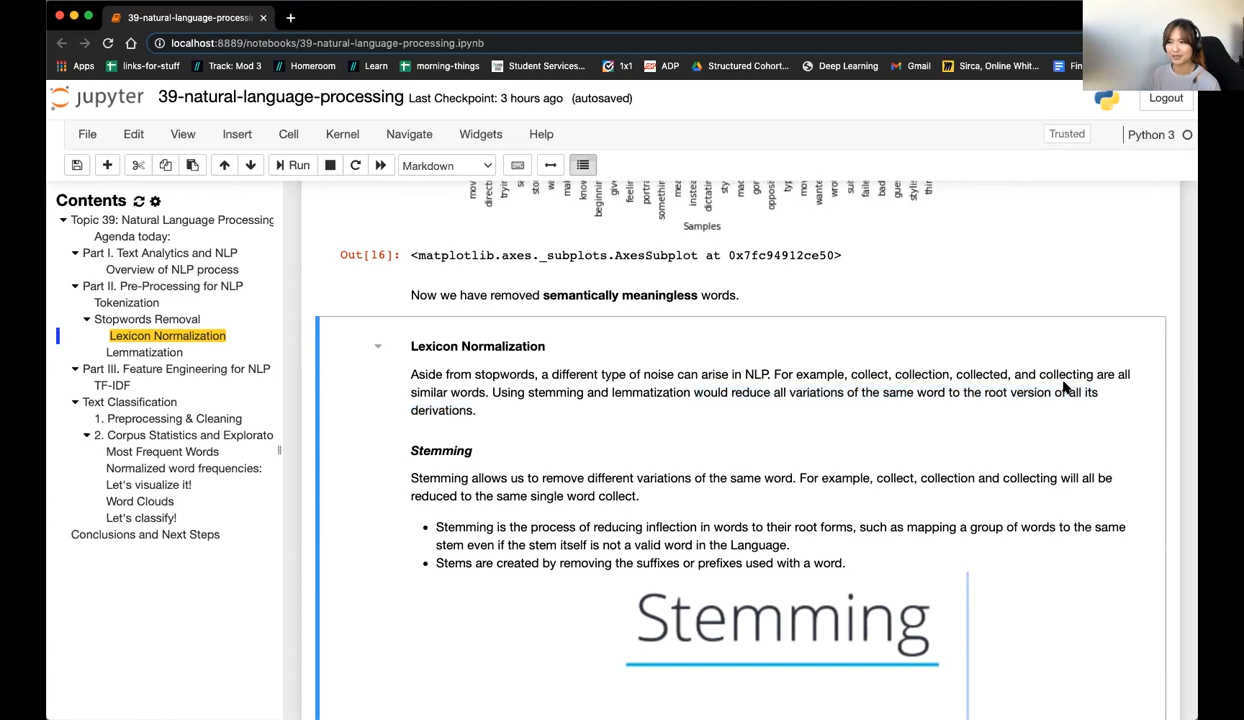 39-natural-language-processi
localhost:8889/notebooks/39-natural-language-processing.ipynb
Apps links-for-stuff Track: Mod 3 Homeroom Learn morning-things Student Services... 1x1 ADP Structured Cohort... Deep Learning Gmail Sirca, Online Whit... Fin
jupyter 39-natural-language-processing Last Checkpoint: 3 hours ago (autosaved) Logout
File Edit View Insert Cell Kernel Navigate Widgets Help Trusted Python 3
Run Markdown
Contents
Topic 39: Natural Language Processing
Agenda today:
Part I. Text Analytics and NLP
Overview of NLP process
Part II. Pre-Processing for NLP
Tokenization
Stopwords Removal
Lexicon Normalization
Lemmatization
Part III. Feature Engineering for NLP
TF-IDF
Text Classification
1. Preprocessing & Cleaning
2. Corpus Statistics and Explorato
Most Frequent Words
Normalized word frequencies:
Let's visualize it!
Word Clouds
Let's classify!
Conclusions and Next Steps
Samples
Out[16]: <matplotlib.axes._subplots.AxesSubplot at 0x7fc94912ce50>
Now we have removed semantically meaningless words.
Lexicon Normalization
Aside from stopwords, a different type of noise can arise in NLP. For example, collect, collection, collected, and collecting are all
similar words. Using stemming and lemmatization would reduce all variations of the same word to the root version of all its
derivations.
Stemming
Stemming allows us to remove different variations of the same word. For example, collect, collection and collecting will all be
reduced to the same single word collect.
Stemming is the process of reducing inflection in words to their root forms, such as mapping a group of words to the same
stem even if the stem itself is not a valid word in the Language.
Stems are created by removing the suffixes or prefixes used with a word.
Stemming